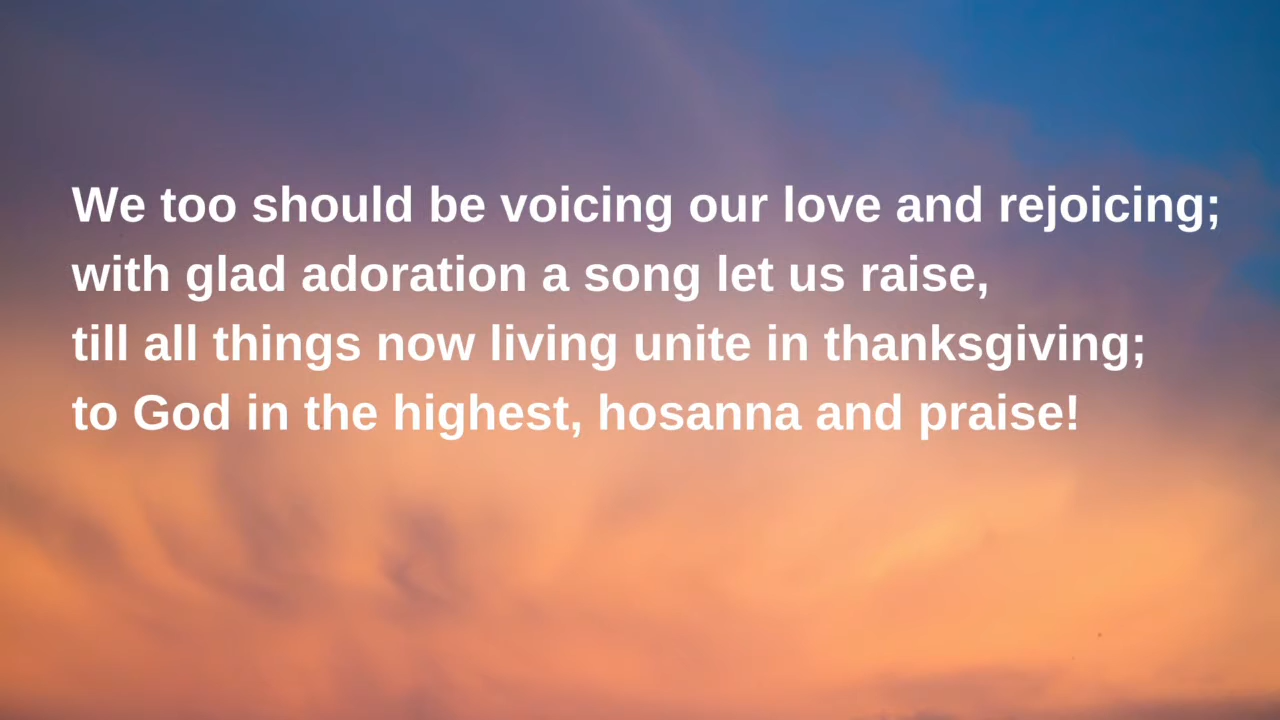 We too should be voicing our love and rejoicing;
with glad adoration a song let us raise,
till all things now living unite in thanksgiving;
to God in the highest, hosanna and praise!